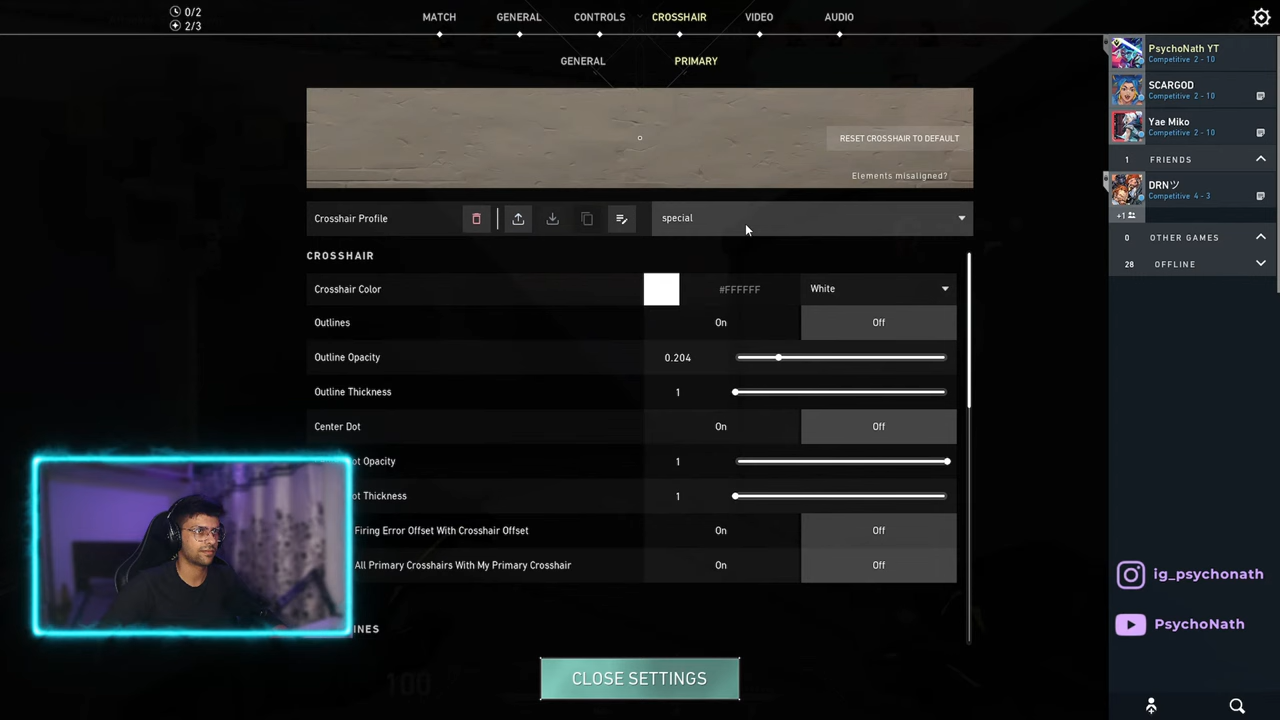 0/2
2/3
MATCH
GENERAL
CONTROLS
CROSSHAIR
VIDEO
AUDIO
GENERAL
PRIMARY
RESET CROSSHAIR TO DEFAULT
Elements misaligned?
Crosshair Profile
special
CROSSHAIR
Crosshair Color
#FFFFFF
White
Outlines
On
Off
Outline Opacity
0.204
Outline Thickness
1
Center Dot
On
Off
ot Opacity
1
ot Thickness
1
Firing Error Offset With Crosshair Offset
On
Off
All Primary Crosshairs With My Primary Crosshair
On
Off
INES
100
CLOSE SETTINGS
PsychoNath YT
Competitive 2 - 10
SCARGOD
Competitive 2 - 10
Yae Miko
Competitive 2 - 10
1 FRIENDS
DRNツ
Competitive 4 - 3
+1
0 OTHER GAMES
28 OFFLINE
ig_psychonath
PsychoNath